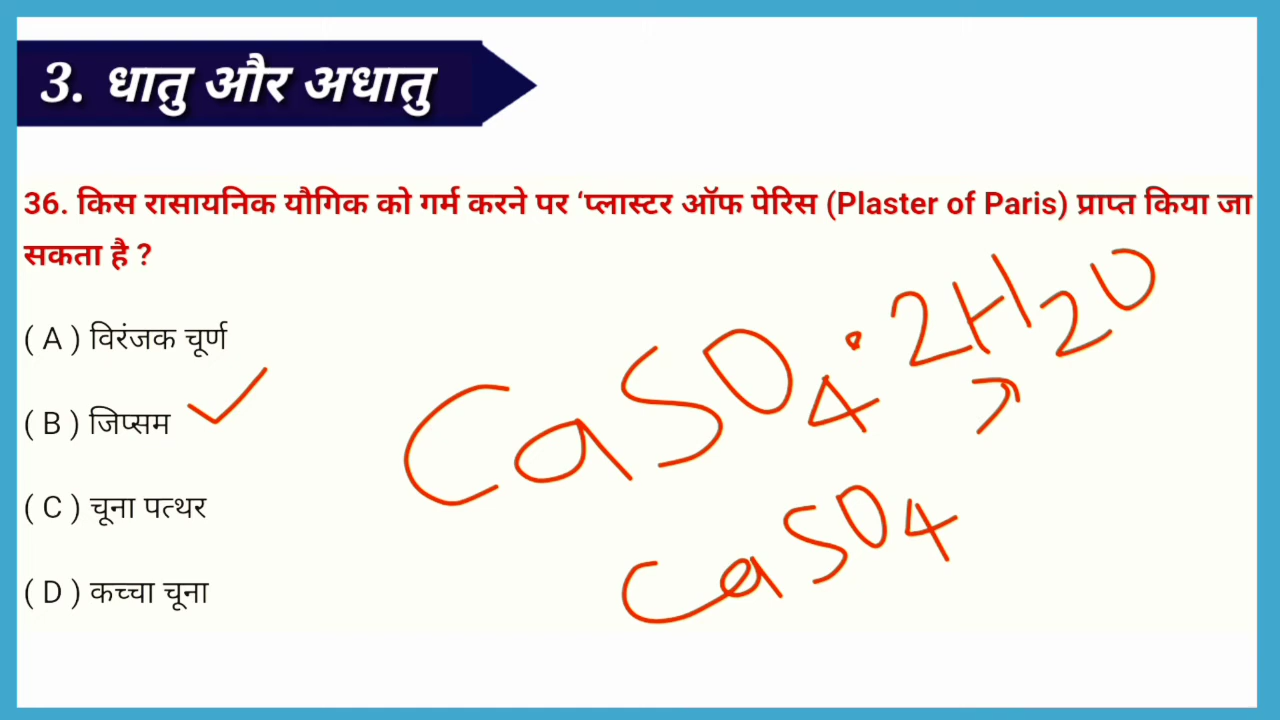 3. धातु और अधातु
36. किस रासायनिक यौगिक को गर्म करने पर ‘प्लास्टर ऑफ पेरिस (Plaster of Paris) प्राप्त किया जा
सकता है ?
( A ) विरंजक चूर्ण
( B ) जिप्सम
( C ) चूना पत्थर
( D ) कच्चा चूना
CaSO4·2H2O
CaSO4